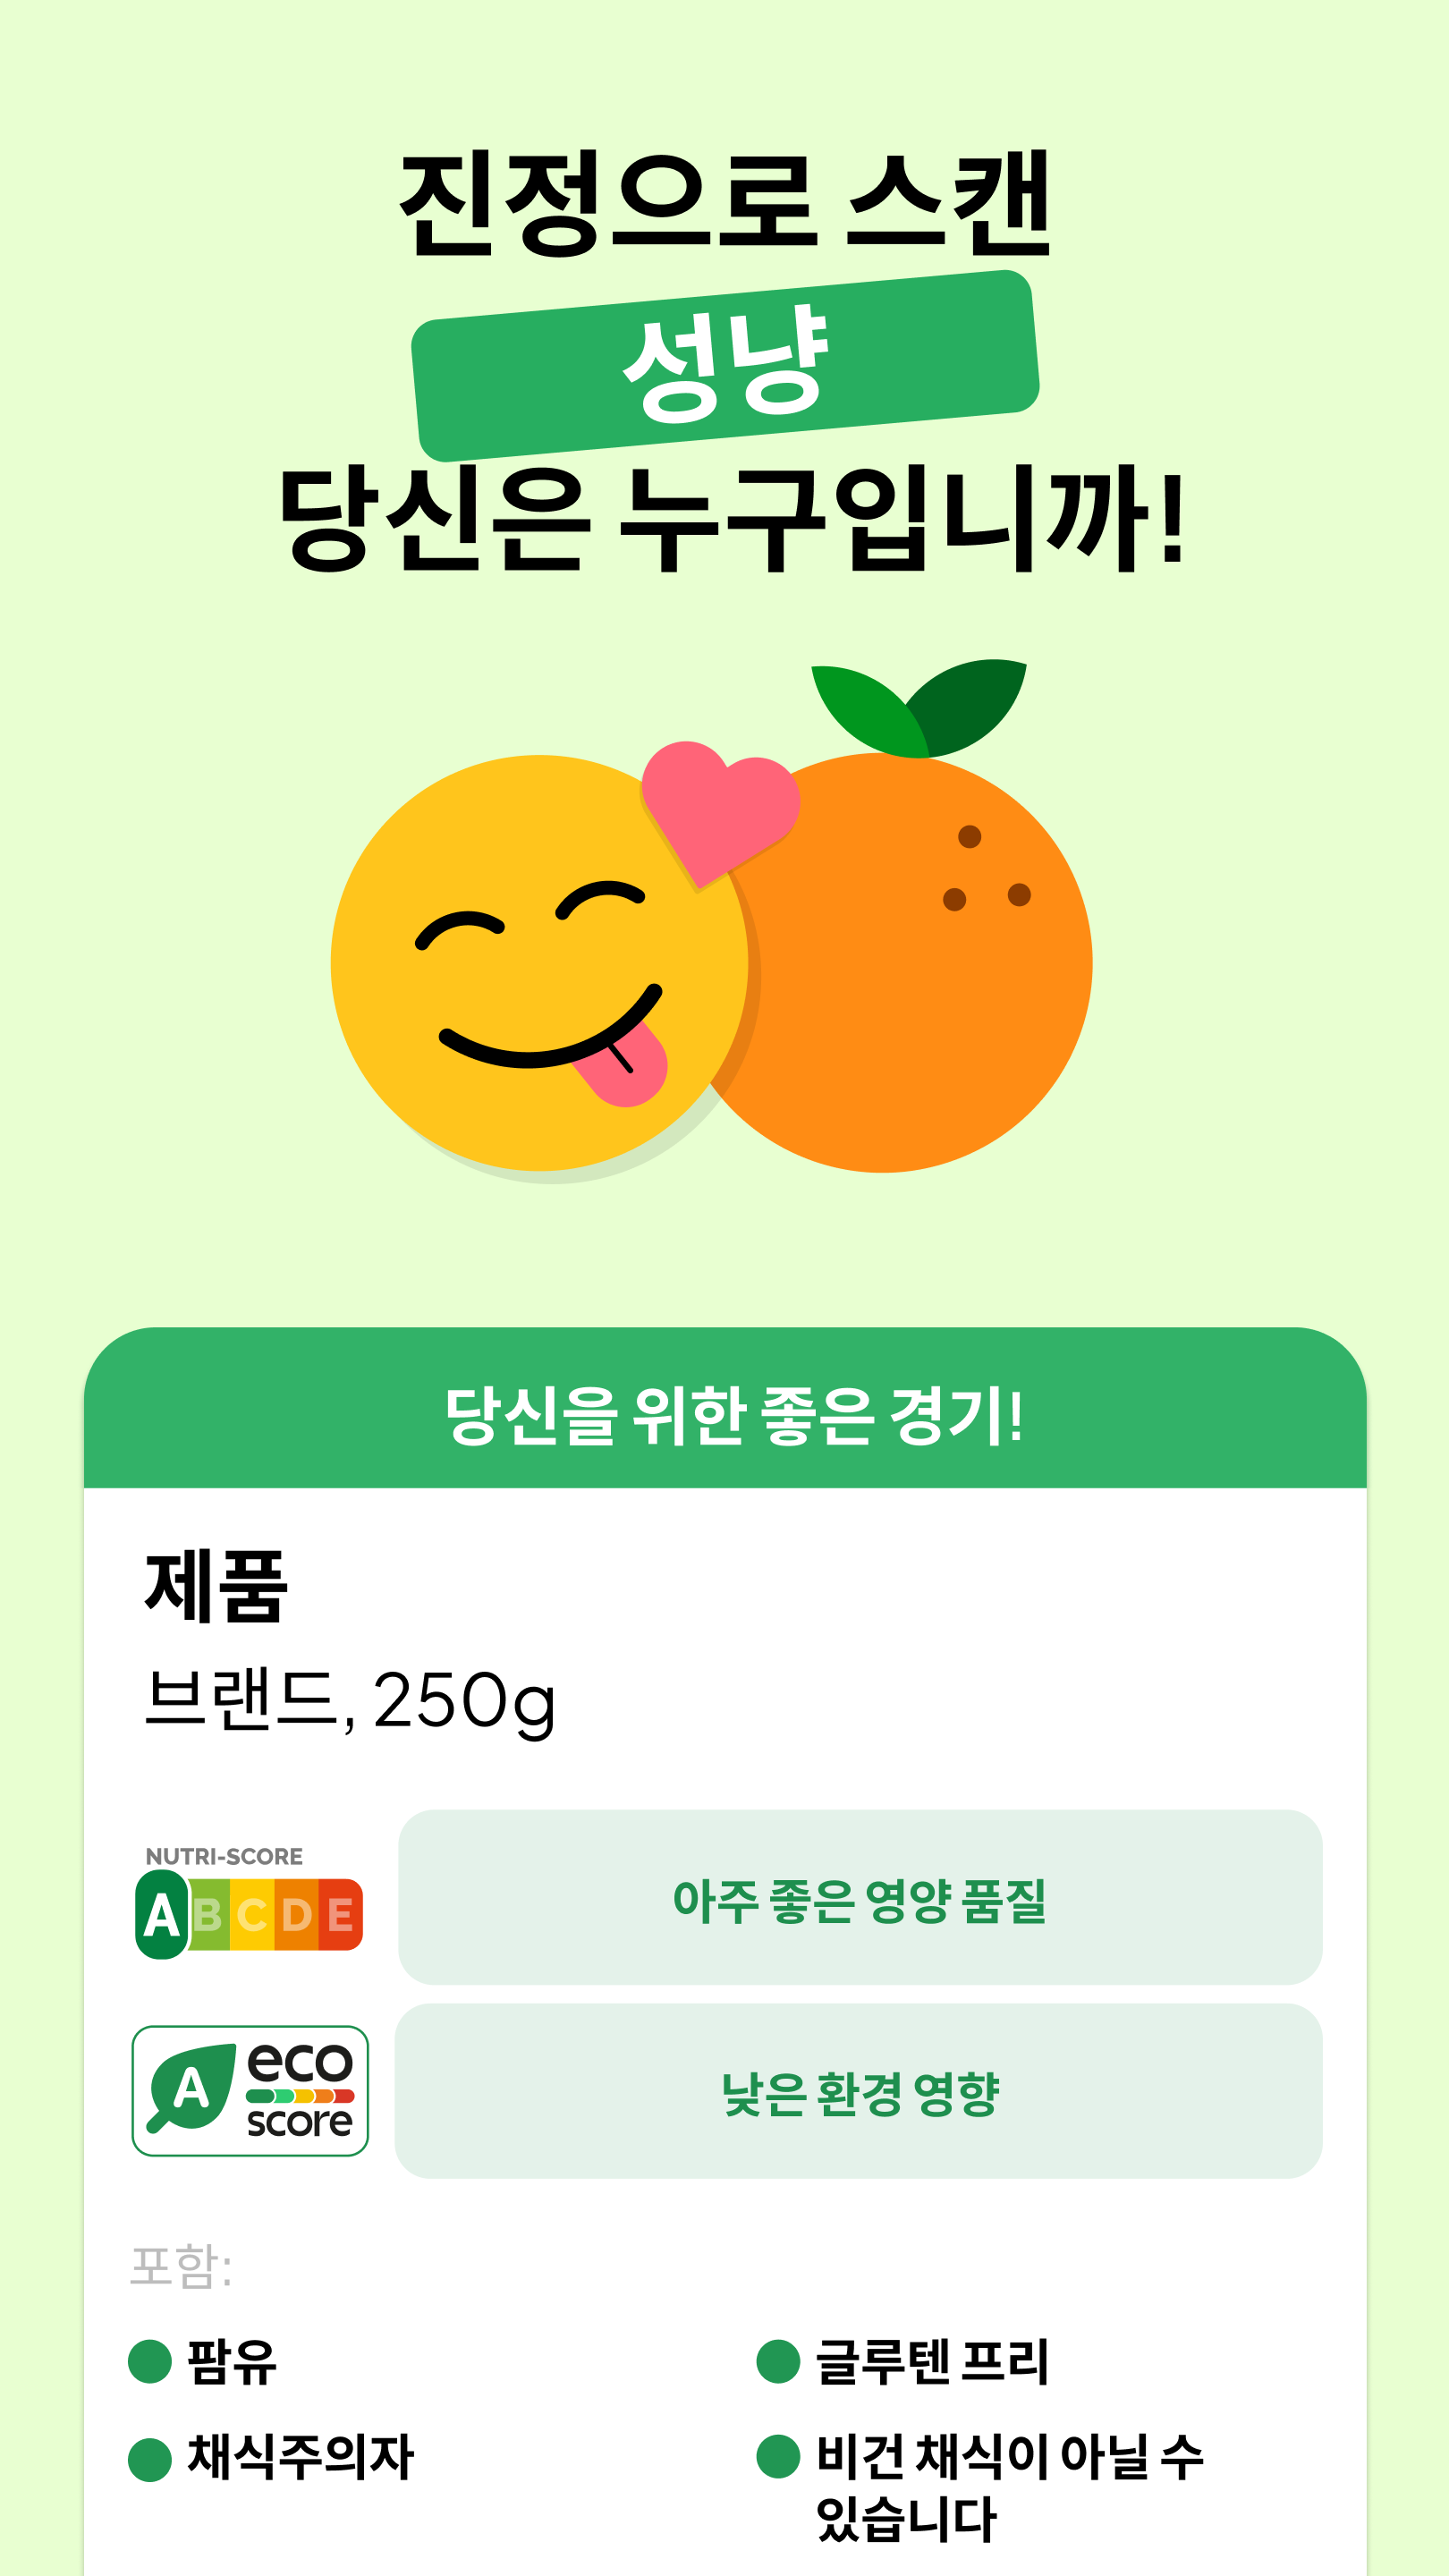 진정으로 스캔
성냥
당신은 누구입니까!
당신을 위한 좋은 경기!
제품
브랜드, 250g
NUTRI-SCORE
A B C D E
아주 좋은 영양 품질
A
eco
score
낮은 환경 영향
포함:
팜유
글루텐 프리
채식주의자
비건 채식이 아닐 수
있습니다